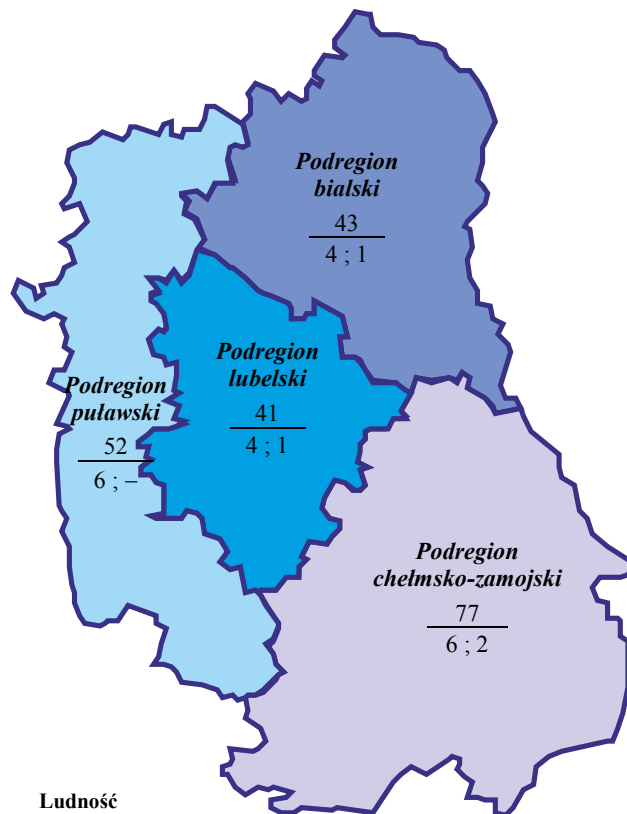 Podregion
bialski
43
4 ; 1
Podregion
lubelski
41
4 ; 1
Podregion
puławski
52
6 ; –
Podregion
chełmsko-zamojski
77
6 ; 2
Ludność